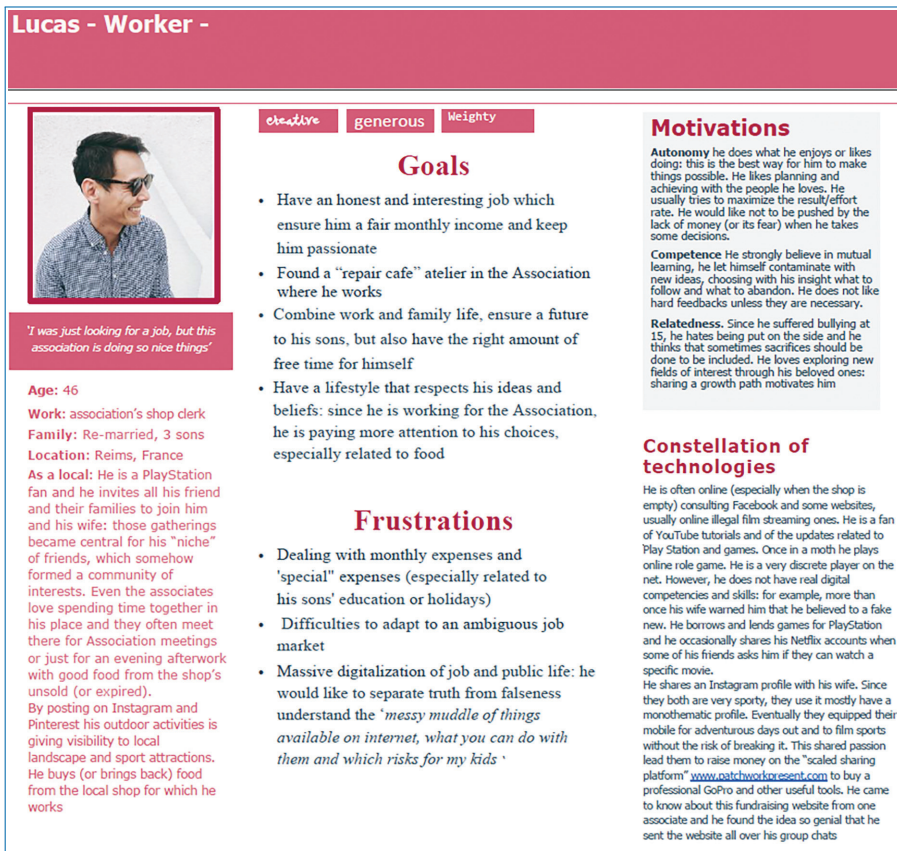 Lucas - Worker -
'I was just looking for a job, but this
association is doing so nice things'
Age: 46
Work: association's shop clerk
Family: Re-married, 3 sons
Location: Reims, France
As a local: He is a PlayStation
fan and he invites all his friend
and their families to join him
and his wife: those gatherings
became central for his "niche"
of friends, which somehow
formed a community of
interests. Even the associates
love spending time together in
his place and they often meet
there for Association meetings
or just for an evening afterwork
with good food from the shop's
unsold (or expired).
By posting on Instagram and
Pinterest his outdoor activities is
giving visibility to local
landscape and sport attractions.
He buys (or brings back) food
from the local shop for which he
works
creative
generous
Weighty
Goals
• Have an honest and interesting job which
ensure him a fair monthly income and keep
him passionate
• Found a "repair cafe" atelier in the Association
where he works
• Combine work and family life, ensure a future
to his sons, but also have the right amount of
free time for himself
• Have a lifestyle that respects his ideas and
beliefs: since he is working for the Association,
he is paying more attention to his choices,
especially related to food
Frustrations
• Dealing with monthly expenses and
'special" expenses (especially related to
his sons' education or holidays)
• Difficulties to adapt to an ambiguous job
market
• Massive digitalization of job and public life: he
would like to separate truth from falseness
understand the 'messy muddle of things
available on internet, what you can do with
them and which risks for my kids '
Motivations
Autonomy he does what he enjoys or likes
doing: this is the best way for him to make
things possible. He likes planning and
achieving with the people he loves. He
usually tries to maximize the result/effort
rate. He would like not to be pushed by the
lack of money (or its fear) when he takes
some decisions.
Competence He strongly believe in mutual
learning, he let himself contaminate with
new ideas, choosing with his insight what to
follow and what to abandon. He does not like
hard feedbacks unless they are necessary.
Relatedness. Since he suffered bullying at
15, he hates being put on the side and he
thinks that sometimes sacrifices should be
done to be included. He loves exploring new
fields of interest through his beloved ones:
sharing a growth path motivates him
Constellation of
technologies
He is often online (especially when the shop is
empty) consulting Facebook and some websites,
usually online illegal film streaming ones. He is a fan
of YouTube tutorials and of the updates related to
Play Station and games. Once in a moth he plays
online role game. He is a very discrete player on the
net. However, he does not have real digital
competencies and skills: for example, more than
once his wife warned him that he believed to a fake
new. He borrows and lends games for PlayStation
and he occasionally shares his Netflix accounts when
some of his friends asks him if they can watch a
specific movie.
He shares an Instagram profile with his wife. Since
they both are very sporty, they use it mostly have a
monothematic profile. Eventually they equipped their
mobile for adventurous days out and to film sports
without the risk of breaking it. This shared passion
lead them to raise money on the "scaled sharing
platform" www.patchworkpresent.com to buy a
professional GoPro and other useful tools. He came
to know about this fundraising website from one
associate and he found the idea so genial that he
sent the website all over his group chats